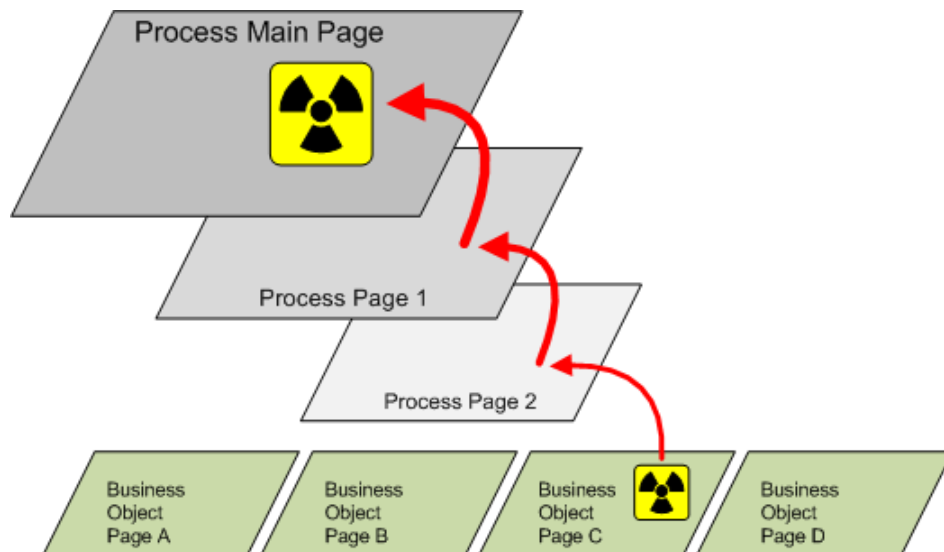 Process Main Page
Process Page 1
Process Page 2
Business
Object
Page A
Business
Object
Page B
Business
Object
Page C
Business
Object
Page D